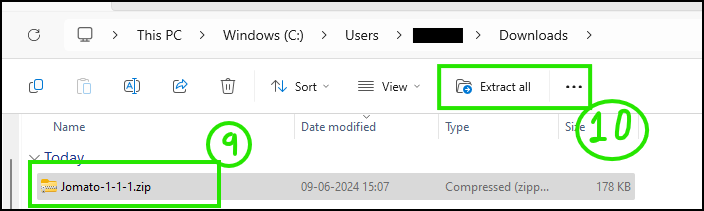 This PC > Windows (C:) > Users > > Downloads >
Sort View Extract all ...
Name Date modified Type Size
9 10
Today
Jomato-1-1-1.zip 09-06-2024 15:07 Compressed (zipp... 178 KB